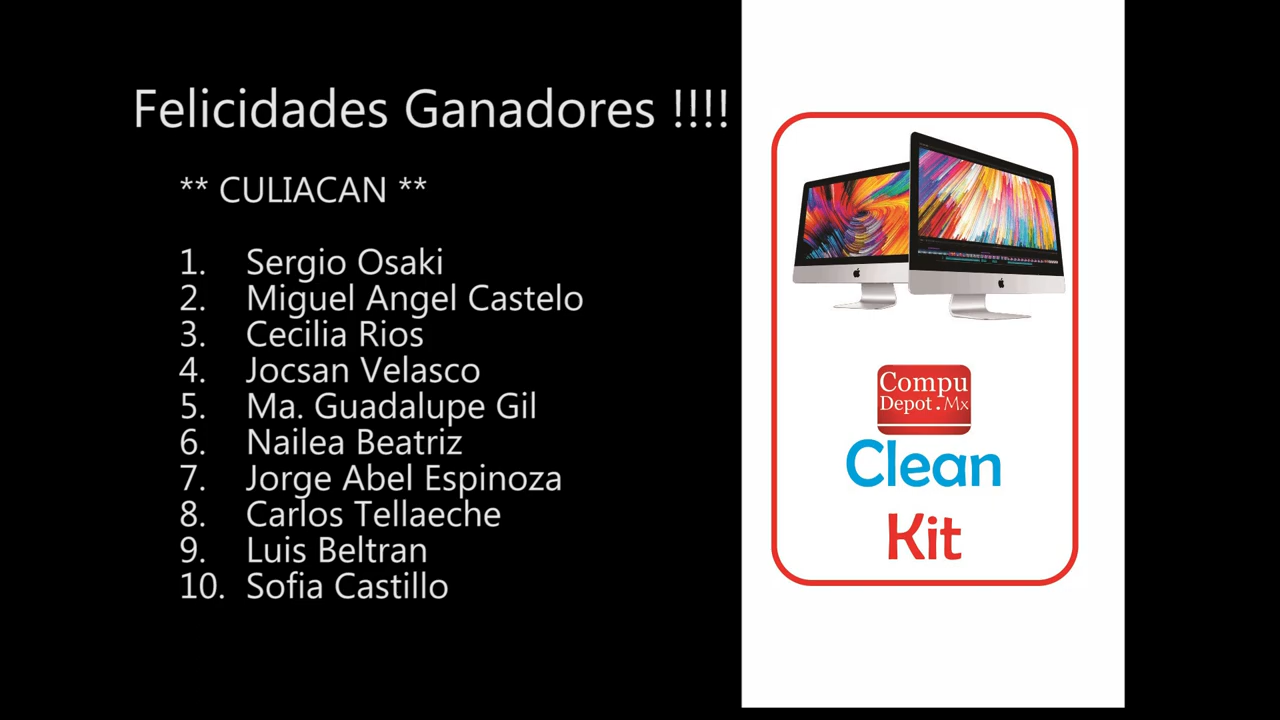 Felicidades Ganadores !!!!
** CULIACAN **
1. Sergio Osaki
2. Miguel Angel Castelo
3. Cecilia Rios
4. Jocsan Velasco
5. Ma. Guadalupe Gil
6. Nailea Beatriz
7. Jorge Abel Espinoza
8. Carlos Tellaeche
9. Luis Beltran
10. Sofia Castillo
Compu
Depot.Mx
Clean
Kit